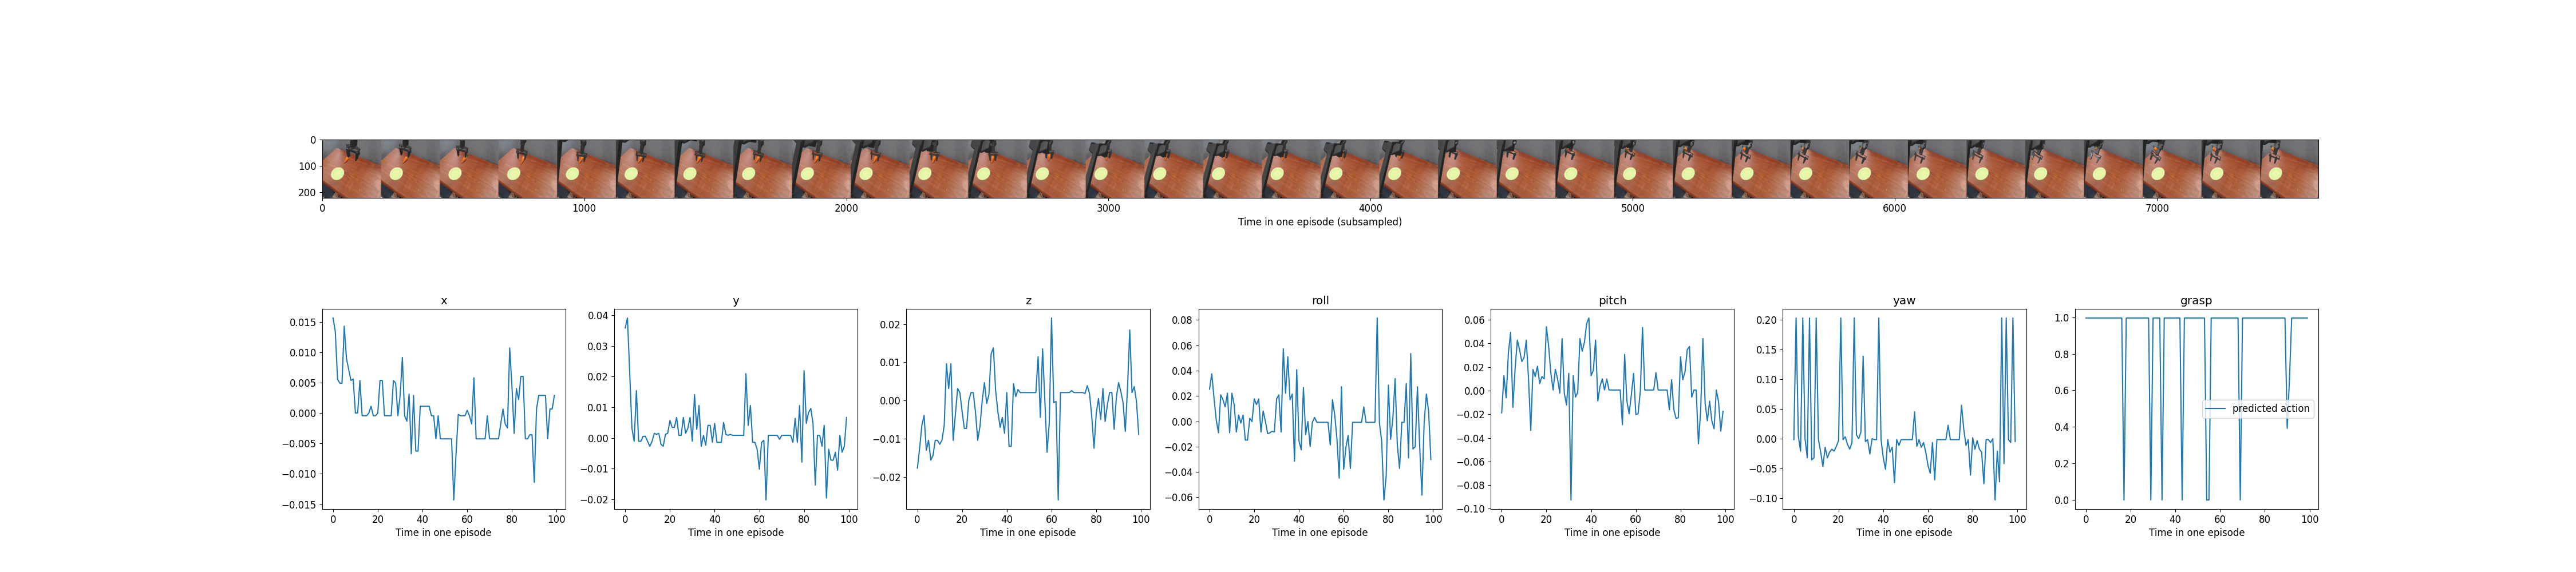 0
100
200
0 1000 2000 3000 4000 5000 6000 7000
Time in one episode (subsampled)
x y z roll pitch yaw grasp
0.015
0.010
0.005
0.000
−0.005
−0.010
−0.015
0 20 40 60 80 100
Time in one episode
0.04
0.03
0.02
0.01
0.00
−0.01
−0.02
0 20 40 60 80 100
Time in one episode
0.02
0.01
0.00
−0.01
−0.02
0 20 40 60 80 100
Time in one episode
0.08
0.06
0.04
0.02
0.00
−0.02
−0.04
−0.06
0 20 40 60 80 100
Time in one episode
0.06
0.04
0.02
0.00
−0.02
−0.04
−0.06
−0.08
−0.10
0 20 40 60 80 100
Time in one episode
0.20
0.15
0.10
0.05
0.00
−0.05
−0.10
0 20 40 60 80 100
Time in one episode
1.0
0.8
0.6
0.4
0.2
0.0
predicted action
0 20 40 60 80 100
Time in one episode